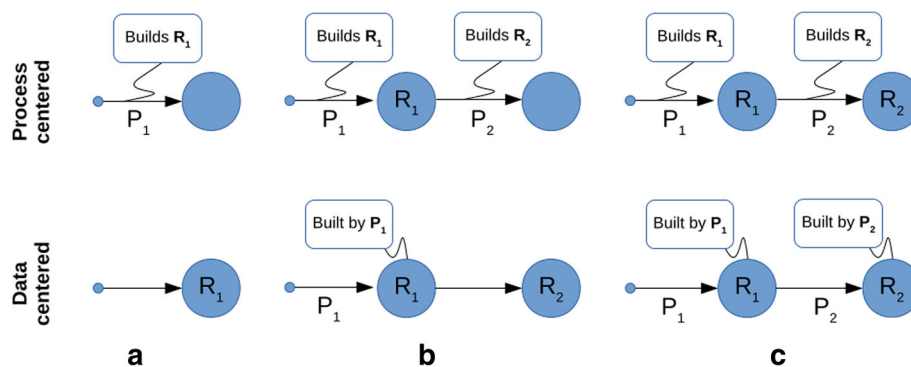 Process
centered
Builds R₁
P₁
Builds R₁
Builds R₂
R₁
P₁
P₂
Builds R₁
Builds R₂
R₁
R₂
P₁
P₂
Data
centered
R₁
Built by P₁
R₁
R₂
P₁
Built by P₁
Built by P₂
R₁
R₂
P₁
P₂
a
b
c